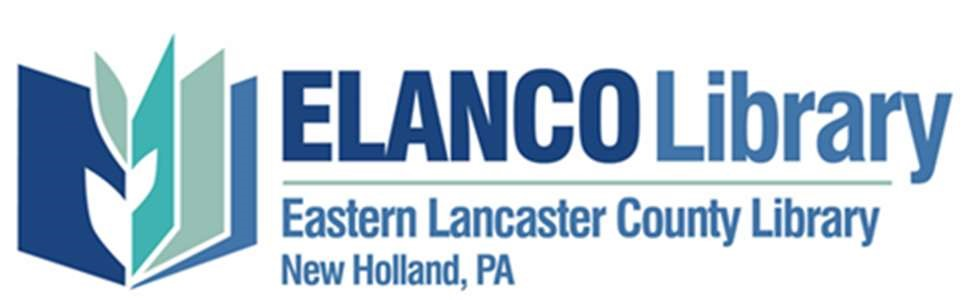 ELANCO Library
Eastern Lancaster County Library
New Holland, PA